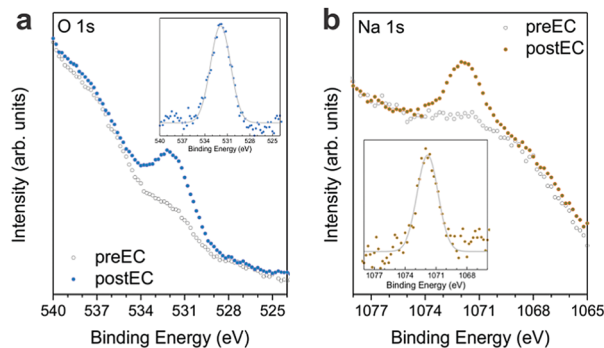 a
O 1s
540 537 534 531 528 525
Binding Energy (eV)
preEC
postEC
Intensity (arb. units)
540 537 534 531 528 525
Binding Energy (eV)
b
Na 1s
preEC
postEC
1077 1074 1071 1068
Binding Energy (eV)
Intensity (arb. units)
1077 1074 1071 1068 1065
Binding Energy (eV)